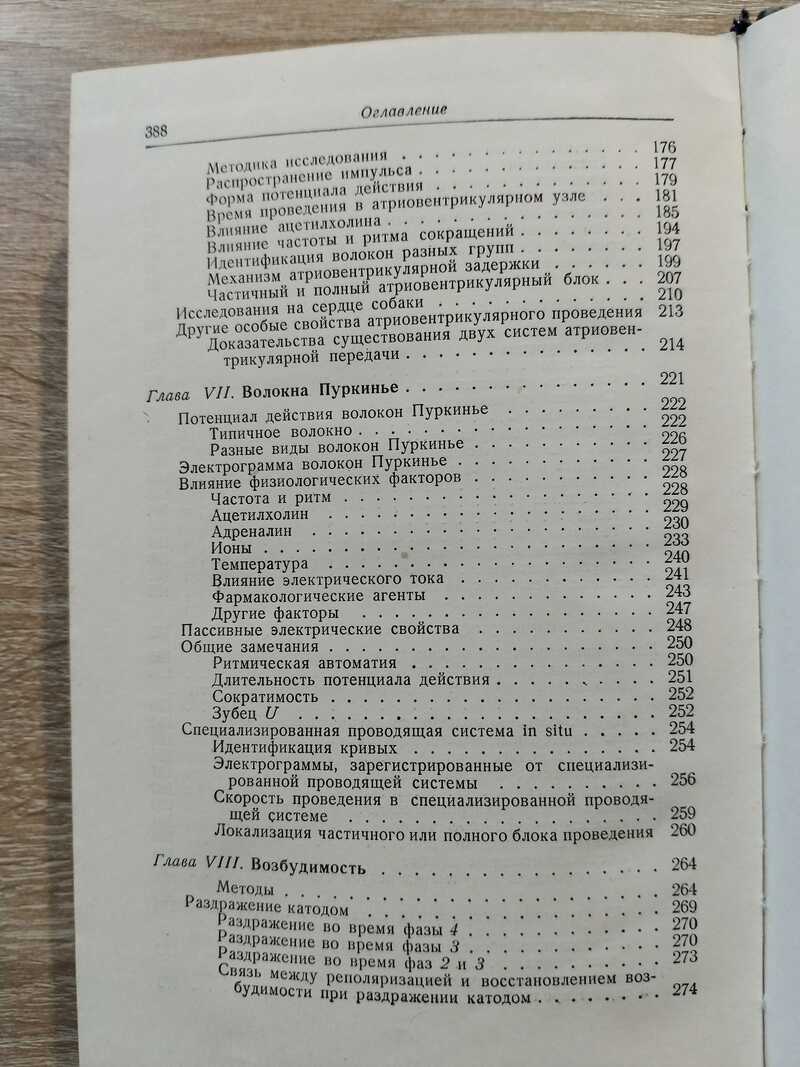 388
Оглавление
Методика исследования . . . . . . . . . . . . . 176
Распространение импульса . . . . . . . . . . . . 177
Форма потенциала действия . . . . . . . . . . . 179
Время проведения в атриовентрикулярном узле . . . 181
Влияние ацетилхолина . . . . . . . . . . . . . . 185
Влияние частоты и ритма сокращений . . . . . . . 194
Идентификация волокон разных групп . . . . . . . 197
Механизм атриовентрикулярной задержки . . . . . . 199
Частичный и полный атриовентрикулярный блок . . . 207
Исследования на сердце собаки . . . . . . . . . . . 210
Другие особые свойства атриовентрикулярного проведения 213
Доказательства существования двух систем атриовен-
трикулярной передачи . . . . . . . . . . . . . . 214
Глава VII. Волокна Пуркинье . . . . . . . . . . . . . 221
Потенциал действия волокон Пуркинье . . . . . . . . 222
Типичное волокно . . . . . . . . . . . . . . . . 222
Разные виды волокон Пуркинье . . . . . . . . . . 226
Электрограмма волокон Пуркинье . . . . . . . . . . 227
Влияние физиологических факторов . . . . . . . . . 228
Частота и ритм . . . . . . . . . . . . . . . . . 228
Ацетилхолин . . . . . . . . . . . . . . . . . . 229
Адреналин . . . . . . . . . . . . . . . . . . . 230
Ионы . . . . . . . . . . . . . . . . . . . . . 233
Температура . . . . . . . . . . . . . . . . . . 240
Влияние электрического тока . . . . . . . . . . . 241
Фармакологические агенты . . . . . . . . . . . . 243
Другие факторы . . . . . . . . . . . . . . . . 247
Пассивные электрические свойства . . . . . . . . . 248
Общие замечания . . . . . . . . . . . . . . . . . 250
Ритмическая автоматия . . . . . . . . . . . . . 250
Длительность потенциала действия . . . . . . . . 251
Сократимость . . . . . . . . . . . . . . . . . 252
Зубец U . . . . . . . . . . . . . . . . . . . 252
Специализированная проводящая система in situ . . . . . 254
Идентификация кривых . . . . . . . . . . . . . 254
Электрограммы, зарегистрированные от специализи-
рованной проводящей системы . . . . . . . . . . 256
Скорость проведения в специализированной проводя-
щей системе . . . . . . . . . . . . . . . . . 259
Локализация частичного или полного блока проведения 260
Глава VIII. Возбудимость . . . . . . . . . . . . . . . 264
Методы . . . . . . . . . . . . . . . . . . . . 264
Раздражение катодом . . . . . . . . . . . . . . . 269
Раздражение во время фазы 4 . . . . . . . . . . . 270
Раздражение во время фазы 3 . . . . . . . . . . . 270
Раздражение во время фаз 2 и 3 . . . . . . . . . . 273
Связь между реполяризацией и восстановлением воз-
будимости при раздражении катодом . . . . . . . . 274